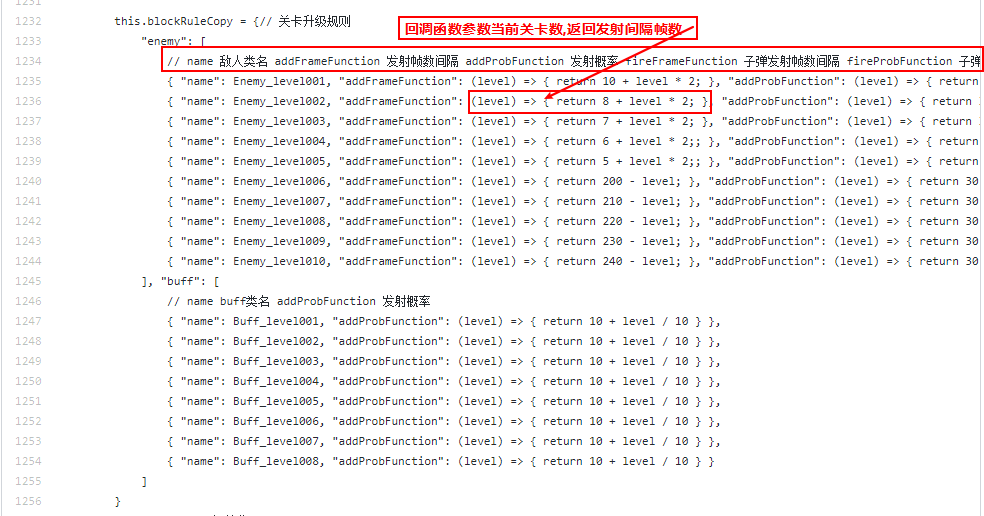 1231
1232 this.blockRuleCopy = {// 关卡升级规则
回调函数参数当前关卡数,返回发射间隔帧数
1233 "enemy": [
1234 // name 敌人类名 addFrameFunction 发射帧数间隔 addProbFunction 发射概率 fireFrameFunction 子弹发射帧数间隔 fireProbFunction 子弹
1235 { "name": Enemy_level001, "addFrameFunction": (level) => { return 10 + level * 2; }, "addProbFunction": (level) => { return
1236 { "name": Enemy_level002, "addFrameFunction": (level) => { return 8 + level * 2; }, "addProbFunction": (level) => { return
1237 { "name": Enemy_level003, "addFrameFunction": (level) => { return 7 + level * 2; }, "addProbFunction": (level) => { return
1238 { "name": Enemy_level004, "addFrameFunction": (level) => { return 6 + level * 2;; }, "addProbFunction": (level) => { return
1239 { "name": Enemy_level005, "addFrameFunction": (level) => { return 5 + level * 2;; }, "addProbFunction": (level) => { return
1240 { "name": Enemy_level006, "addFrameFunction": (level) => { return 200 - level; }, "addProbFunction": (level) => { return 30
1241 { "name": Enemy_level007, "addFrameFunction": (level) => { return 210 - level; }, "addProbFunction": (level) => { return 30
1242 { "name": Enemy_level008, "addFrameFunction": (level) => { return 220 - level; }, "addProbFunction": (level) => { return 30
1243 { "name": Enemy_level009, "addFrameFunction": (level) => { return 230 - level; }, "addProbFunction": (level) => { return 30
1244 { "name": Enemy_level010, "addFrameFunction": (level) => { return 240 - level; }, "addProbFunction": (level) => { return 30
1245 ], "buff": [
1246 // name buff类名 addProbFunction 发射概率
1247 { "name": Buff_level001, "addProbFunction": (level) => { return 10 + level / 10 } },
1248 { "name": Buff_level002, "addProbFunction": (level) => { return 10 + level / 10 } },
1249 { "name": Buff_level003, "addProbFunction": (level) => { return 10 + level / 10 } },
1250 { "name": Buff_level004, "addProbFunction": (level) => { return 10 + level / 10 } },
1251 { "name": Buff_level005, "addProbFunction": (level) => { return 10 + level / 10 } },
1252 { "name": Buff_level006, "addProbFunction": (level) => { return 10 + level / 10 } },
1253 { "name": Buff_level007, "addProbFunction": (level) => { return 10 + level / 10 } },
1254 { "name": Buff_level008, "addProbFunction": (level) => { return 10 + level / 10 } }
1255 ]
1256 }